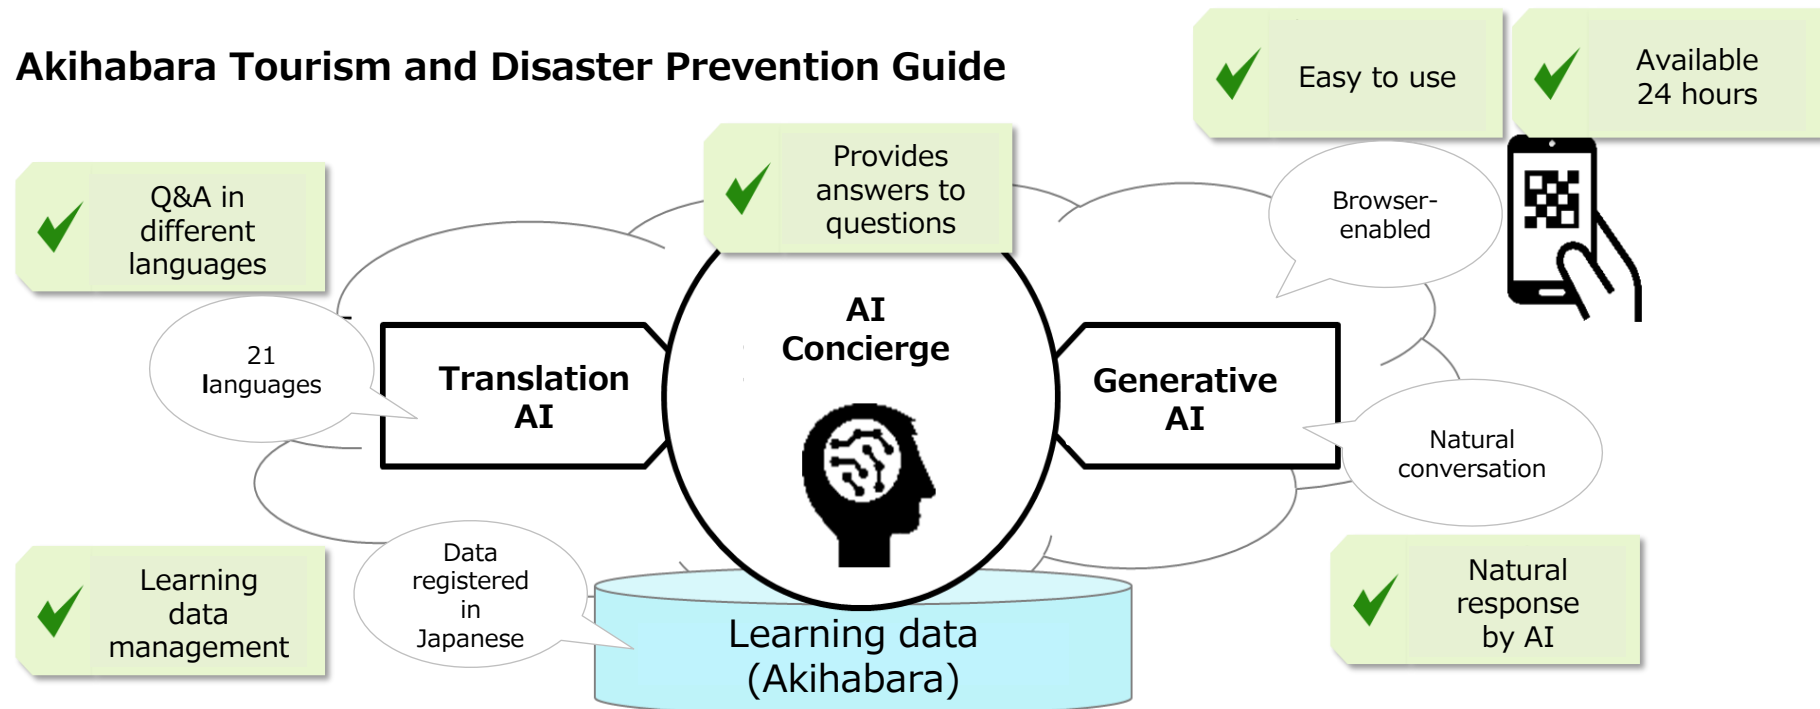 Akihabara Tourism and Disaster Prevention Guide
Easy to use
Available
24 hours
Provides
answers to
questions
Q&A in
different
languages
Browser-
enabled
AI
Concierge
21
languages
Translation
AI
Generative
AI
Natural
conversation
Data
registered
in
Japanese
Learning
data
management
Learning data
(Akihabara)
Natural
response
by AI